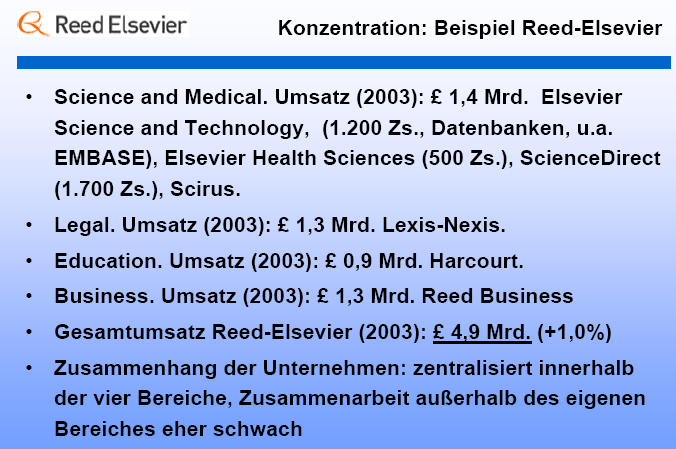 Reed Elsevier
Konzentration: Beispiel Reed-Elsevier
• Science and Medical. Umsatz (2003): £ 1,4 Mrd. Elsevier
Science and Technology, (1.200 Zs., Datenbanken, u.a.
EMBASE), Elsevier Health Sciences (500 Zs.), ScienceDirect
(1.700 Zs.), Scirus.
• Legal. Umsatz (2003): £ 1,3 Mrd. Lexis-Nexis.
• Education. Umsatz (2003): £ 0,9 Mrd. Harcourt.
• Business. Umsatz (2003): £ 1,3 Mrd. Reed Business
• Gesamtumsatz Reed-Elsevier (2003): £ 4,9 Mrd. (+1,0%)
• Zusammenhang der Unternehmen: zentralisiert innerhalb
der vier Bereiche, Zusammenarbeit außerhalb des eigenen
Bereiches eher schwach